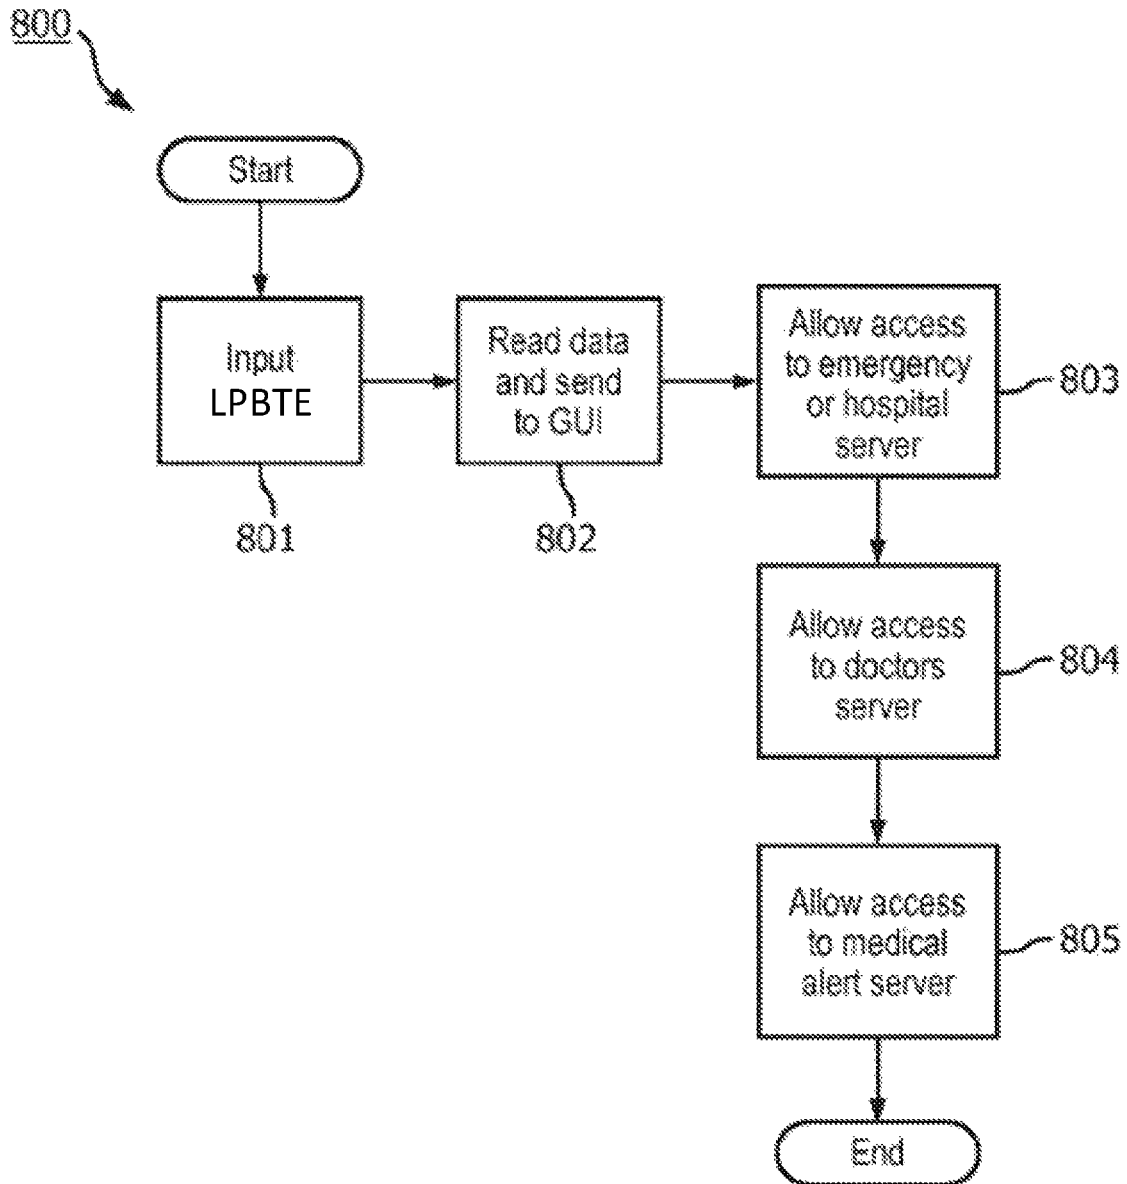 800
Start
Input
LPBTE
801
Read data
and send
to GUI
802
Allow access
to emergency
or hospital
server
803
Allow access
to doctors
server
804
Allow access
to medical
alert server
805
End